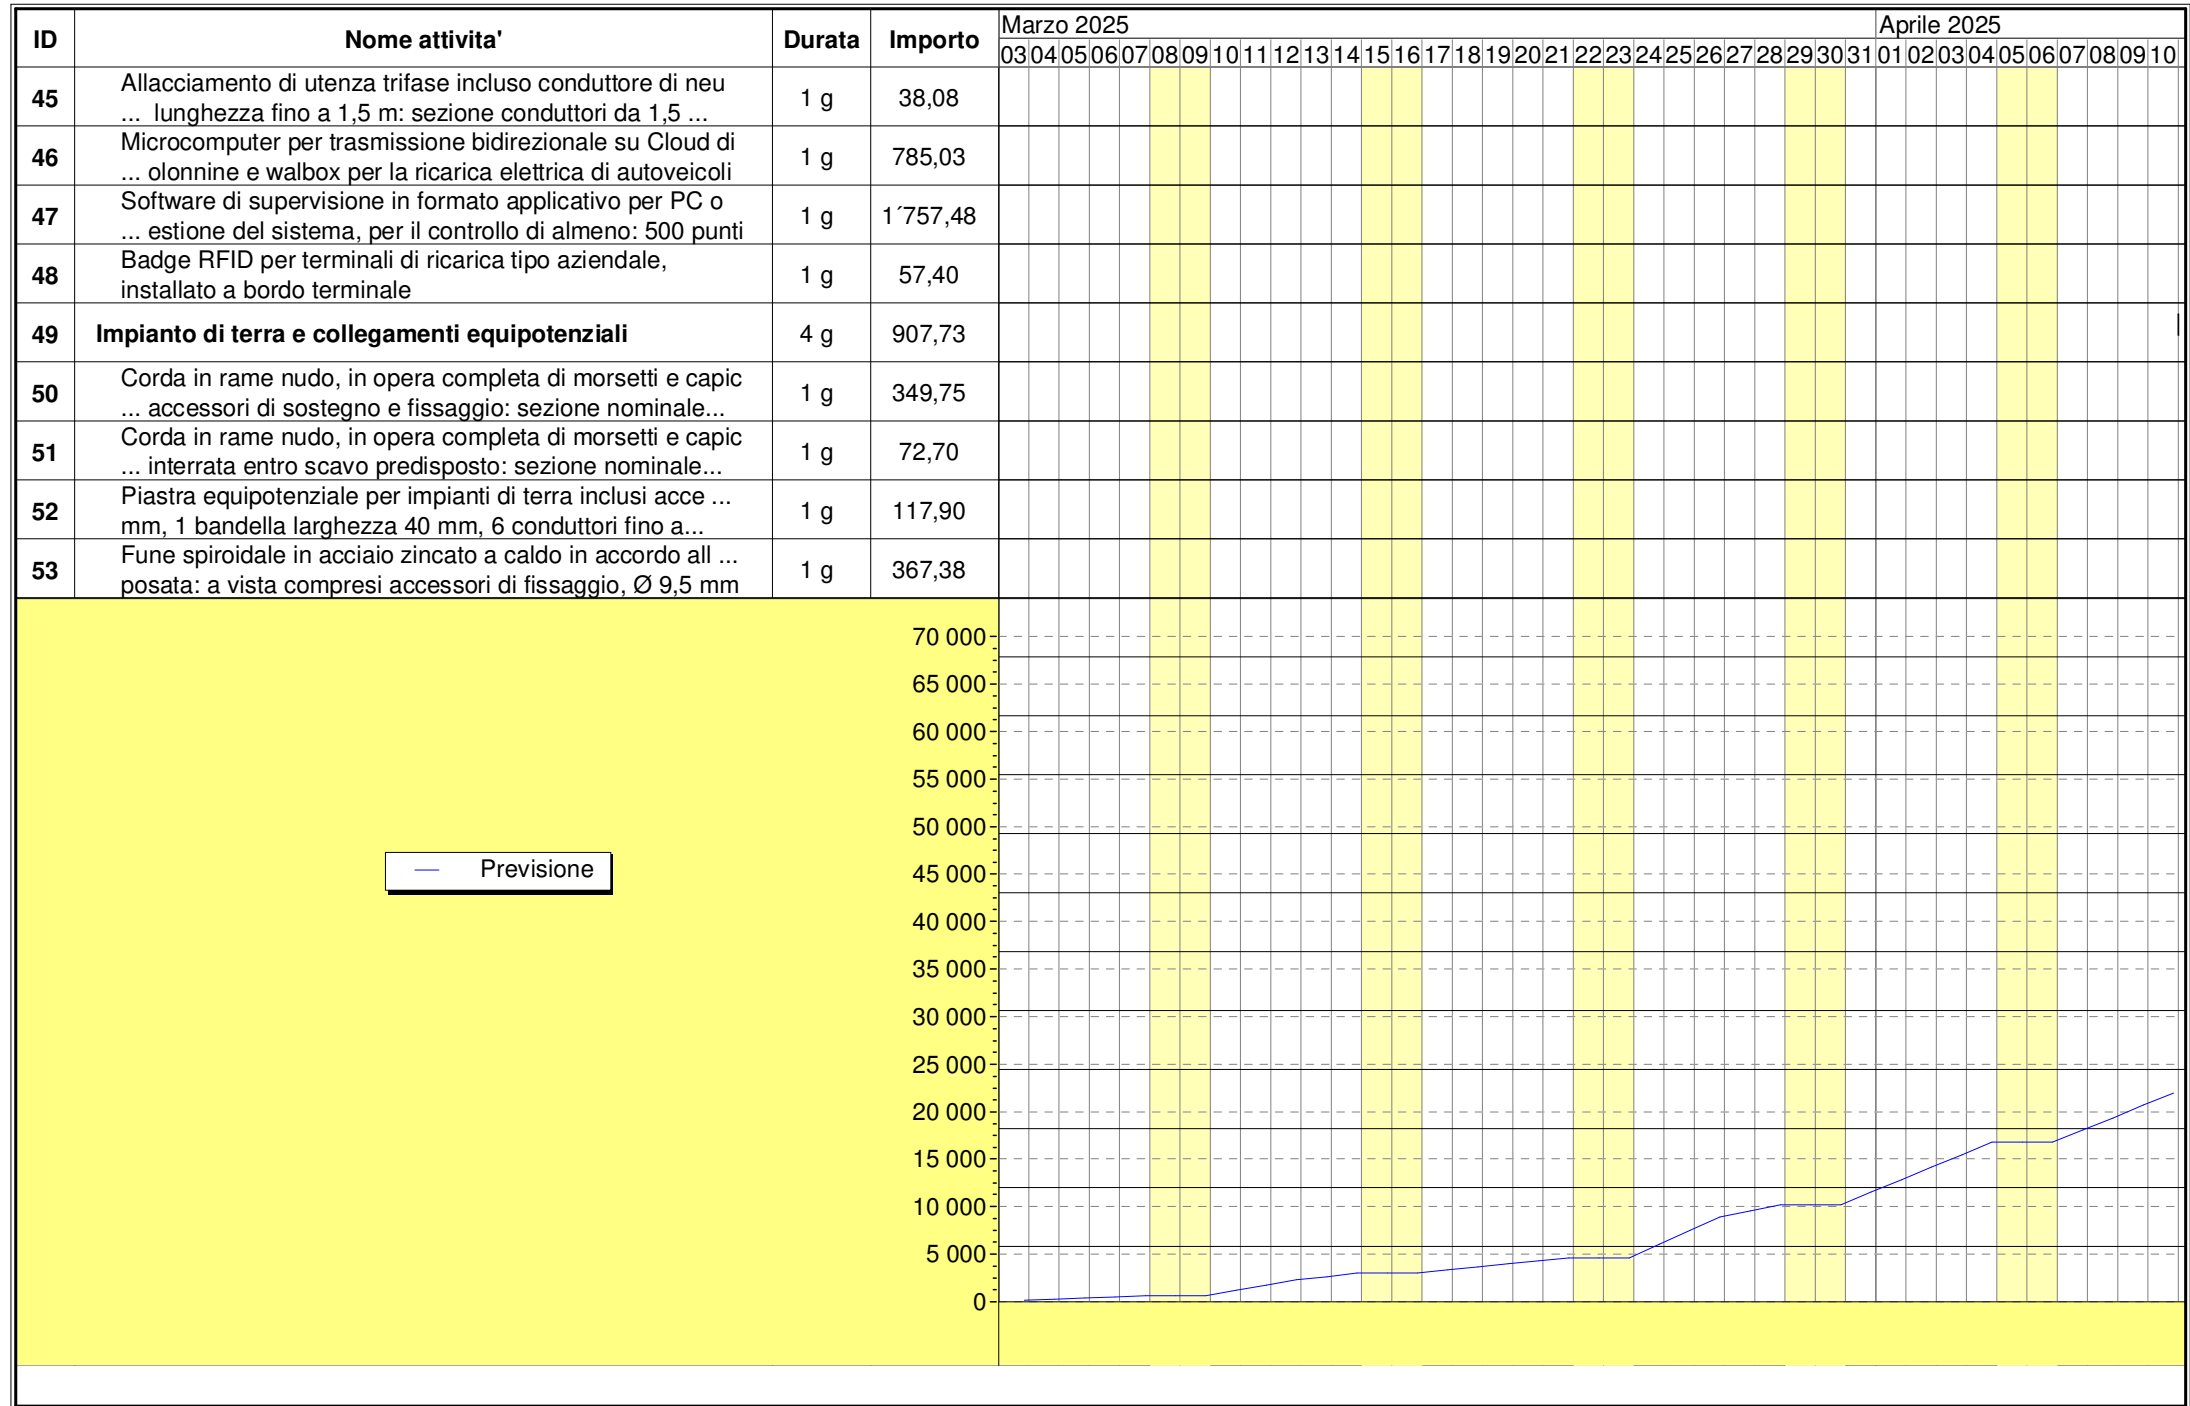 ID Nome attivita' Durata Importo Marzo 2025 Aprile 2025
03 04 05 06 07 08 09 10 11 12 13 14 15 16 17 18 19 20 21 22 23 24 25 26 27 28 29 30 31 01 02 03 04 05 06 07 08 09 10
45 Allacciamento di utenza trifase incluso conduttore di neu 1 g 38,08
... lunghezza fino a 1,5 m: sezione conduttori da 1,5 ...
46 Microcomputer per trasmissione bidirezionale su Cloud di 1 g 785,03
... olonnine e walbox per la ricarica elettrica di autoveicoli
47 Software di supervisione in formato applicativo per PC o 1 g 1´757,48
... estione del sistema, per il controllo di almeno: 500 punti
48 Badge RFID per terminali di ricarica tipo aziendale, 1 g 57,40
installato a bordo terminale
49 Impianto di terra e collegamenti equipotenziali 4 g 907,73
50 Corda in rame nudo, in opera completa di morsetti e capic 1 g 349,75
... accessori di sostegno e fissaggio: sezione nominale...
51 Corda in rame nudo, in opera completa di morsetti e capic 1 g 72,70
... interrata entro scavo predisposto: sezione nominale...
52 Piastra equipotenziale per impianti di terra inclusi acce ... 1 g 117,90
mm, 1 bandella larghezza 40 mm, 6 conduttori fino a...
53 Fune spiroidale in acciaio zincato a caldo in accordo all ... 1 g 367,38
posata: a vista compresi accessori di fissaggio, Ø 9,5 mm
70 000
65 000
60 000
55 000
50 000
Previsione
45 000
40 000
35 000
30 000
25 000
20 000
15 000
10 000
5 000
0